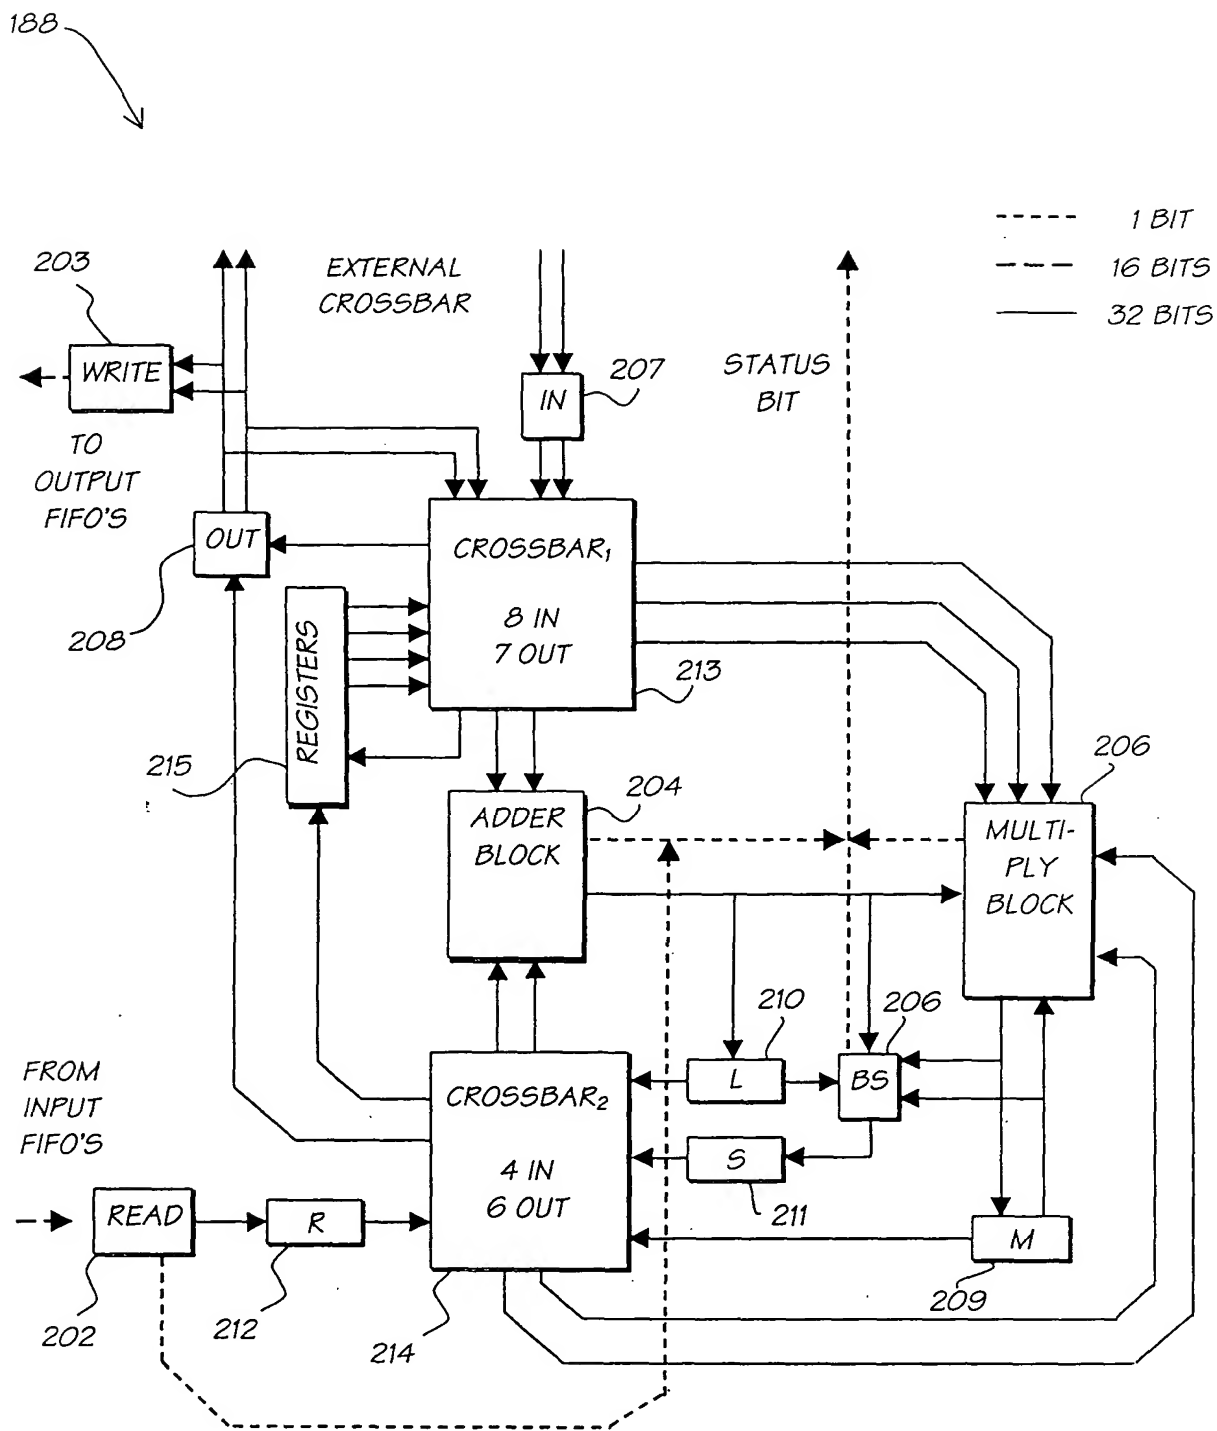 188
1 BIT
16 BITS
32 BITS
203
EXTERNAL
CROSSBAR
WRITE
STATUS
BIT
207
IN
TO
OUTPUT
FIFO'S
OUT
208
CROSSBAR1
8 IN
7 OUT
213
REGISTERS
215
204
206
ADDER
BLOCK
MULTI-
PLY
BLOCK
210
206
L
BS
FROM
INPUT
FIFO'S
CROSSBAR2
4 IN
6 OUT
S
211
READ
R
M
209
202
212
214